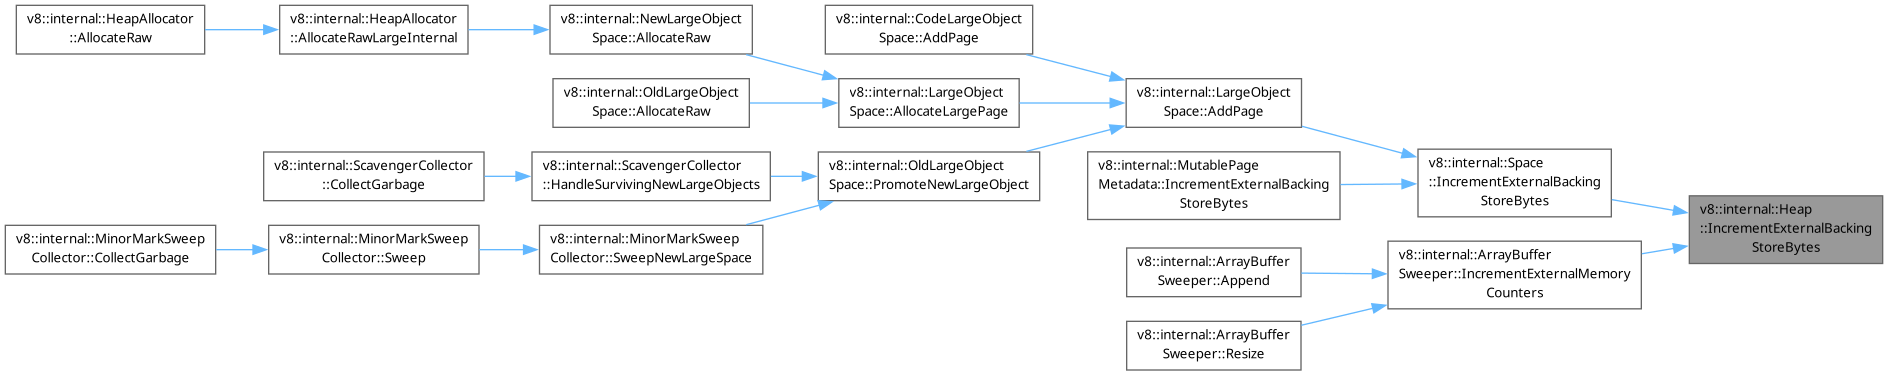 v8::internal::HeapAllocator
::AllocateRaw
v8::internal::HeapAllocator
::AllocateRawLargeInternal
v8::internal::NewLargeObject
Space::AllocateRaw
v8::internal::CodeLargeObject
Space::AddPage
v8::internal::OldLargeObject
Space::AllocateRaw
v8::internal::LargeObject
Space::AllocateLargePage
v8::internal::LargeObject
Space::AddPage
v8::internal::ScavengerCollector
::CollectGarbage
v8::internal::ScavengerCollector
::HandleSurvivingNewLargeObjects
v8::internal::OldLargeObject
Space::PromoteNewLargeObject
v8::internal::MutablePage
Metadata::IncrementExternalBacking
StoreBytes
v8::internal::Space
::IncrementExternalBacking
StoreBytes
v8::internal::Heap
::IncrementExternalBacking
StoreBytes
v8::internal::MinorMarkSweep
Collector::CollectGarbage
v8::internal::MinorMarkSweep
Collector::Sweep
v8::internal::MinorMarkSweep
Collector::SweepNewLargeSpace
v8::internal::ArrayBuffer
Sweeper::Append
v8::internal::ArrayBuffer
Sweeper::IncrementExternalMemory
Counters
v8::internal::ArrayBuffer
Sweeper::Resize